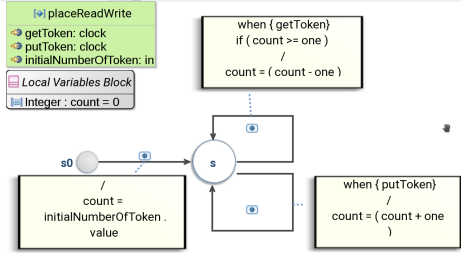 placeReadWrite
getToken: clock
putToken: clock
initialNumberOfToken: in
Local Variables Block
Integer : count = 0
when { getToken}
if ( count >= one )
/
count = ( count - one )
s0
s
/
count =
initialNumberOfToken .
value
when { putToken}
/
count = ( count + one
)